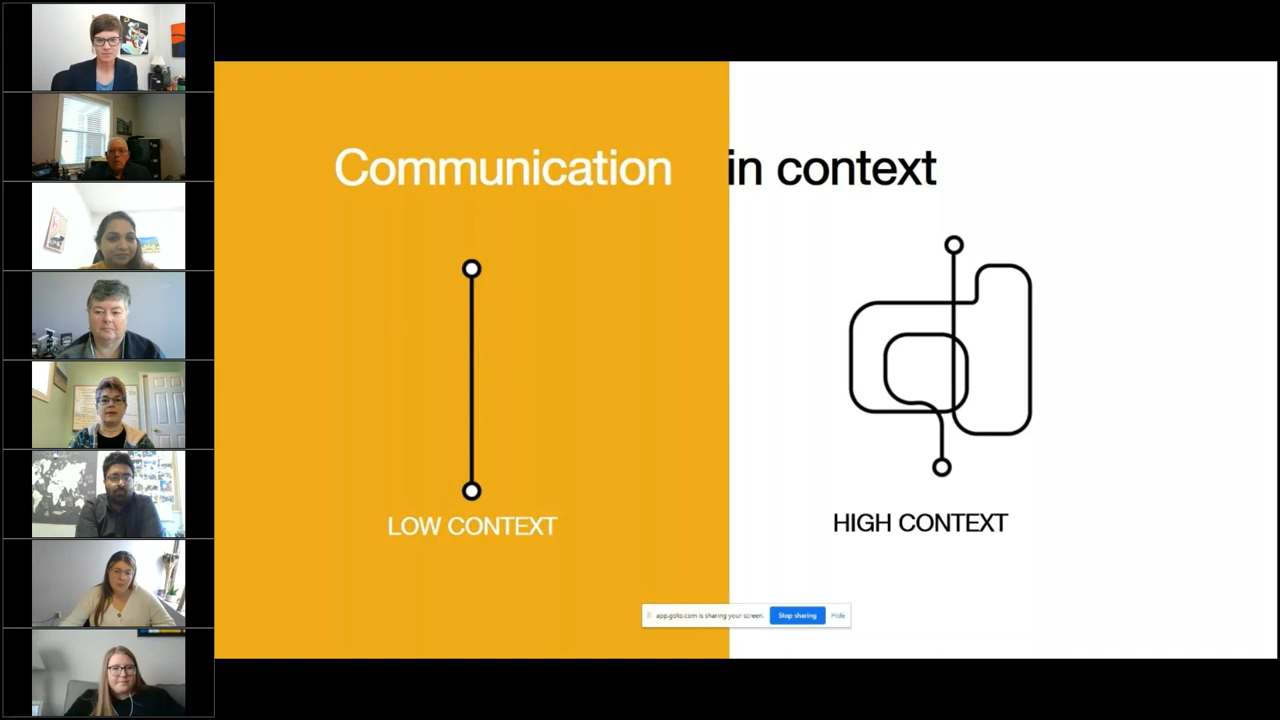 Communication in context
LOW CONTEXT
HIGH CONTEXT
app.goto.com is sharing your screen.
Stop sharing
Hide